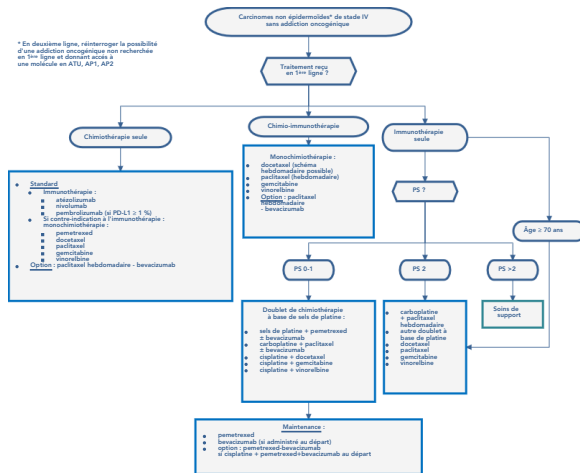 Carcinomes non épidermoïdes* de stade IV
sans addiction oncogénique
* En deuxième ligne, réinterroger la possibilité
d'une addiction oncogénique non recherchée
en 1ère ligne et donnant accès à
une molécule en ATU, AP1, AP2
Traitement reçu
en 1ère ligne ?
Chimiothérapie seule
Chimio-immunothérapie
Immunothérapie
seule
Standard
Immunothérapie :
atézolizumab
nivolumab
pembrolizumab (si PD-L1 ≥ 1 %)
Si contre-indication à l'immunothérapie :
monochimiothérapie :
pemetrexed
docetaxel
paclitaxel
gemcitabine
vinorelbine
Option : paclitaxel hebdomadaire - bevacizumab
Monochimiothérapie :
docetaxel (schéma
hebdomadaire possible)
paclitaxel (hebdomadaire)
gemcitabine
vinorelbine
Option : paclitaxel
hebdomadaire
- bevacizumab
PS ?
Âge ≥ 70 ans
PS 0-1
PS 2
PS >2
Doublet de chimiothérapie
à base de sels de platine :
sels de platine + pemetrexed
± bevacizumab
carboplatine + paclitaxel
± bevacizumab
cisplatine + docetaxel
cisplatine + gemcitabine
cisplatine + vinorelbine
carboplatine
+ paclitaxel
hebdomadaire
autre doublet à
base de platine
docetaxel
paclitaxel
gemcitabine
vinorelbine
Soins de
support
Maintenance :
pemetrexed
bevacizumab (si administré au départ)
option : pemetrexed-bevacizumab
si cisplatine + pemetrexed+bevacizumab au départ